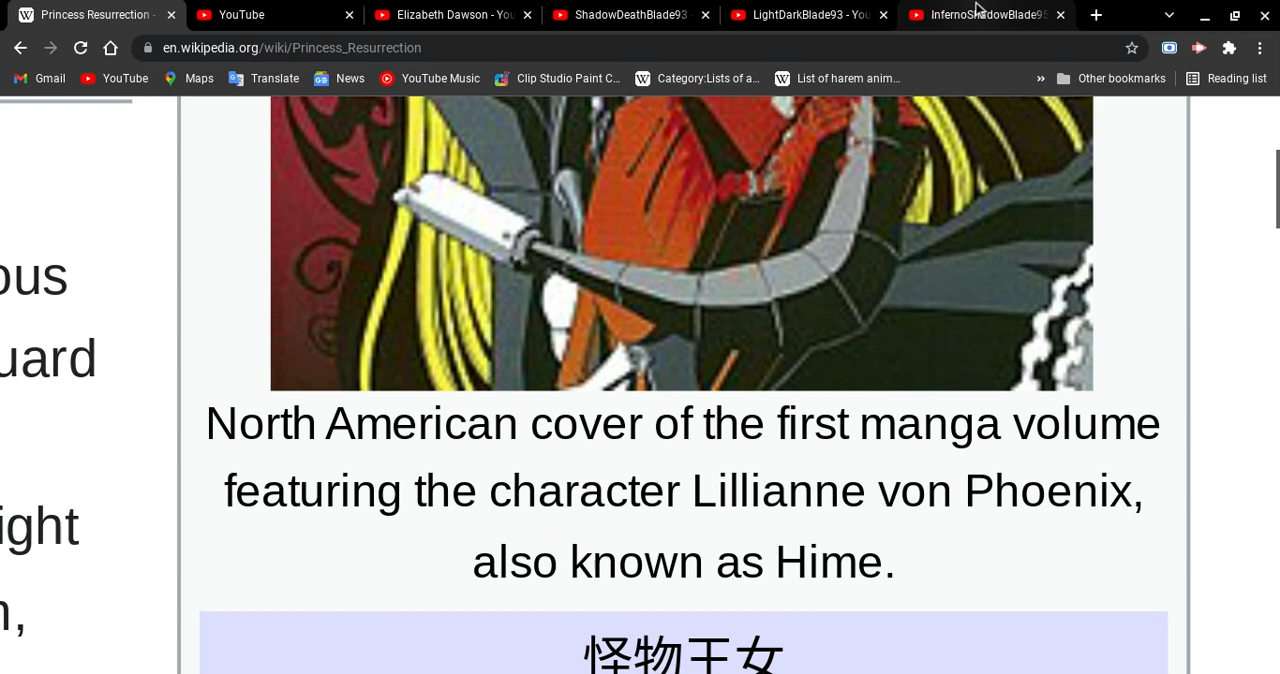 Princess Resurrection -
YouTube
Elizabeth Dawson - You
ShadowDeathBlade93 -
LightDarkBlade93 - You
InfernoShadowBlade95
en.wikipedia.org/wiki/Princess_Resurrection
Gmail
YouTube
Maps
Translate
News
YouTube Music
Clip Studio Paint C...
Category:Lists of a...
List of harem anim...
»
Other bookmarks
Reading list
ous
uard
ight
n,
North American cover of the first manga volume
featuring the character Lillianne von Phoenix,
also known as Hime.
怪物王女